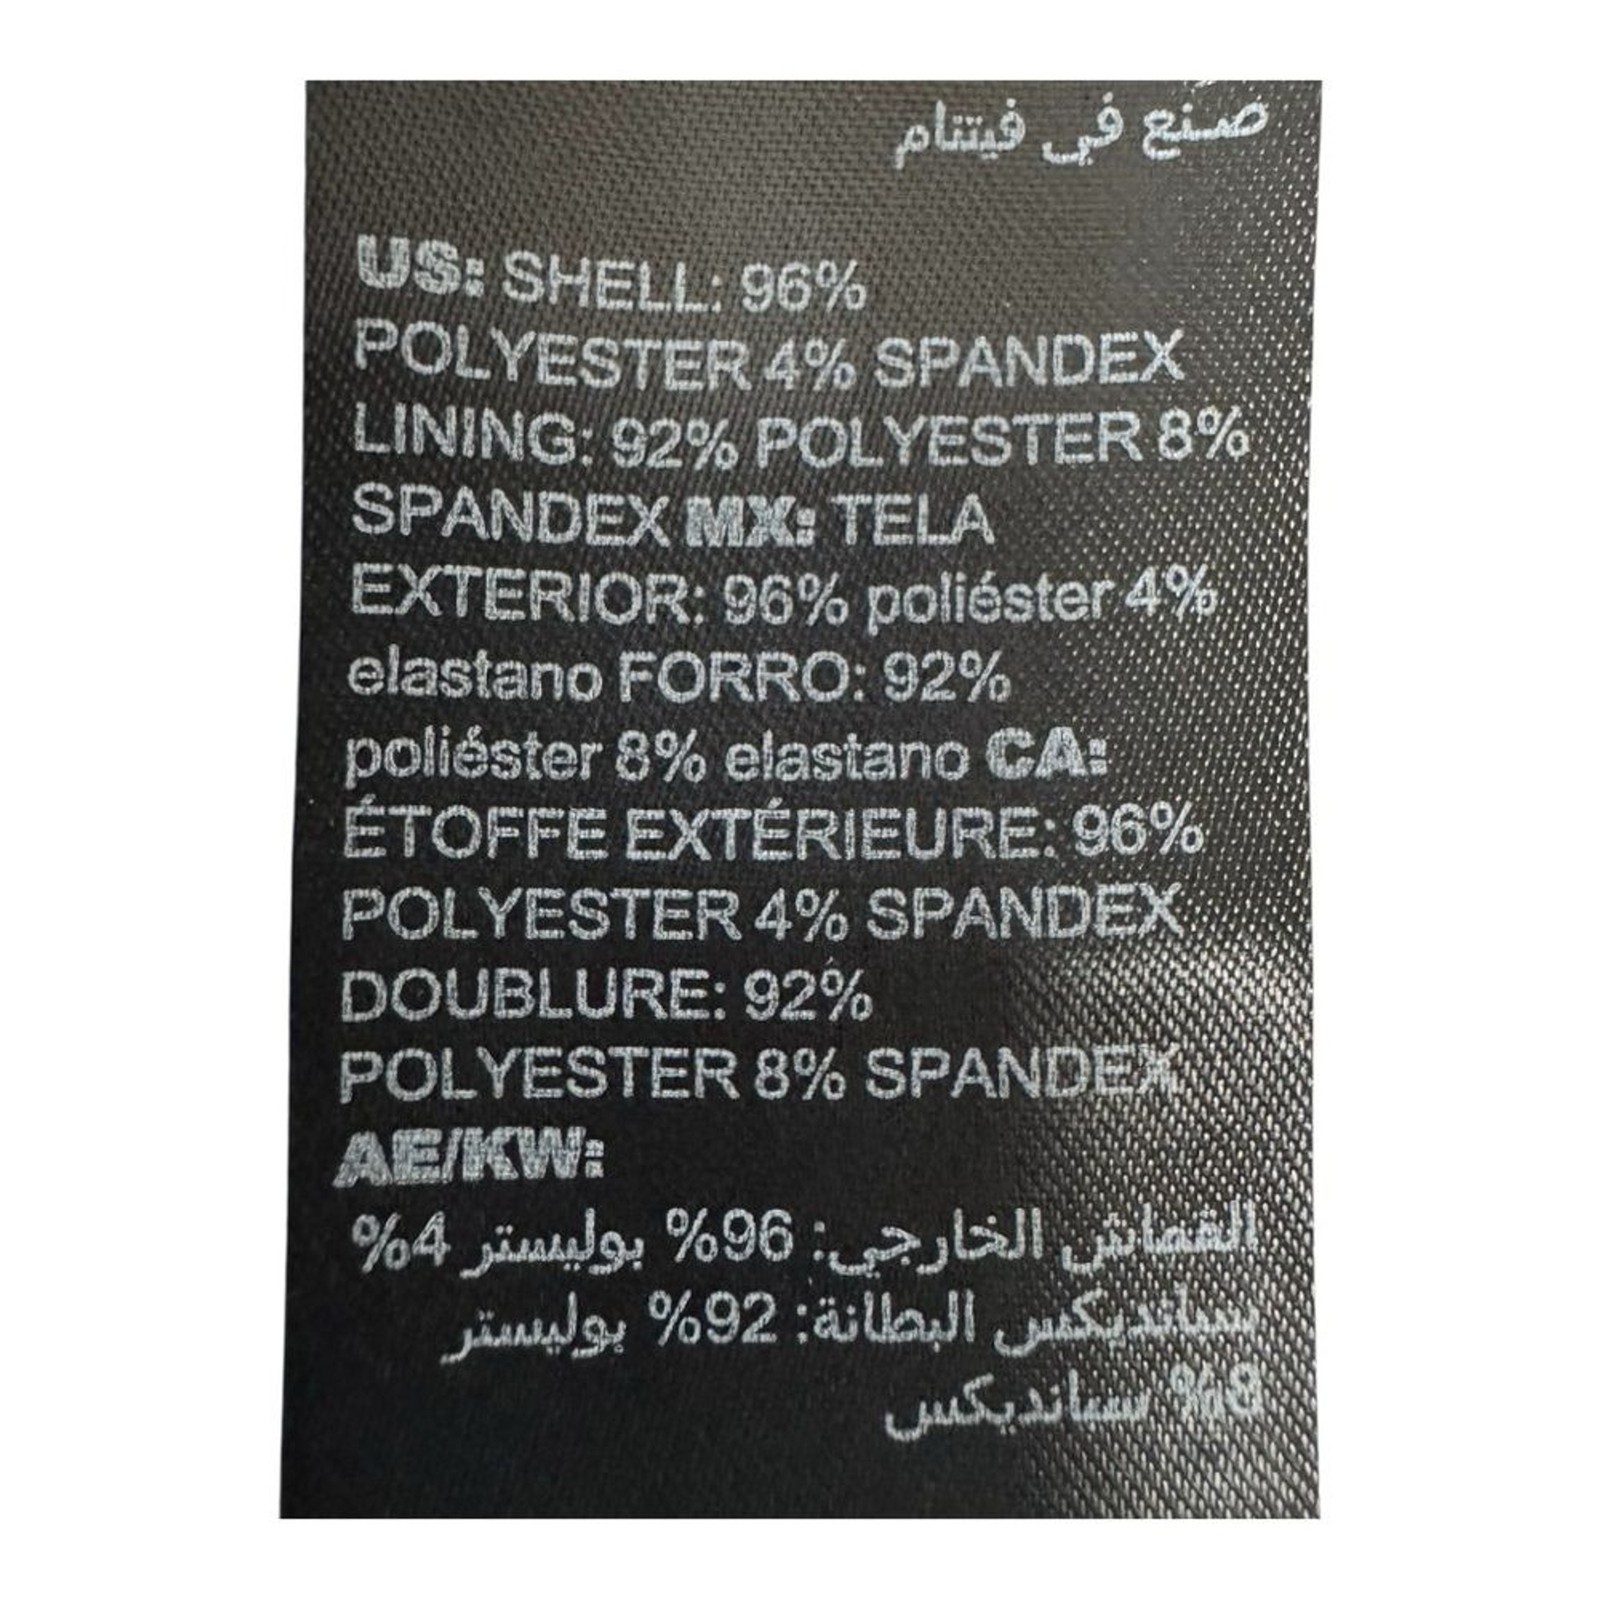 صنع في فيتنام
US: SHELL: 96%
POLYESTER 4% SPANDEX
LINING: 92% POLYESTER 8%
SPANDEX MX: TELA
EXTERIOR: 96% poliéster 4%
elastano FORRO: 92%
poliéster 8% elastano CA:
ÉTOFFE EXTÉRIEURE: 96%
POLYESTER 4% SPANDEX
DOUBLURE: 92%
POLYESTER 8% SPANDEX
AE/KW:
القماش الخارجي: 96% بوليستر 4%
سباندیکس البطانة: 92% بوليستر
8% سباندیکس